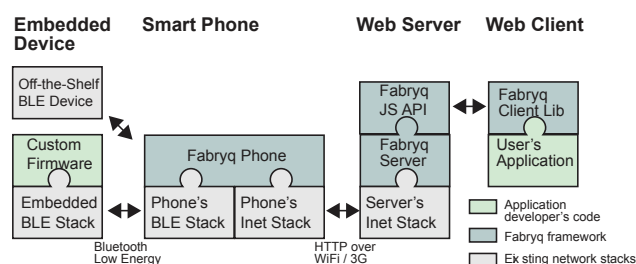 Embedded
Device
Smart Phone
Web Server
Web Client
Off-the-Shelf
BLE Device
Custom
Firmware
Embedded
BLE Stack
Bluetooth
Low Energy
Fabryq Phone
Phone's
BLE Stack
Phone's
Inet Stack
HTTP over
WiFi / 3G
Fabryq
JS API
Fabryq
Server
Server's
Inet Stack
Fabryq
Client Lib
User's
Application
Application
developer's code
Fabryq framework
Existing network stacks